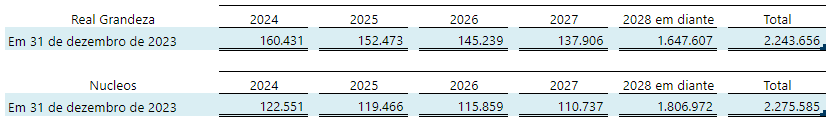 Real Grandeza 2024 2025 2026 2027 2028 em diante Total
Em 31 de dezembro de 2023 160.431 152.473 145.239 137.906 1.647.607 2.243.656
Nucleos 2024 2025 2026 2027 2028 em diante Total
Em 31 de dezembro de 2023 122.551 119.466 115.859 110.737 1.806.972 2.275.585